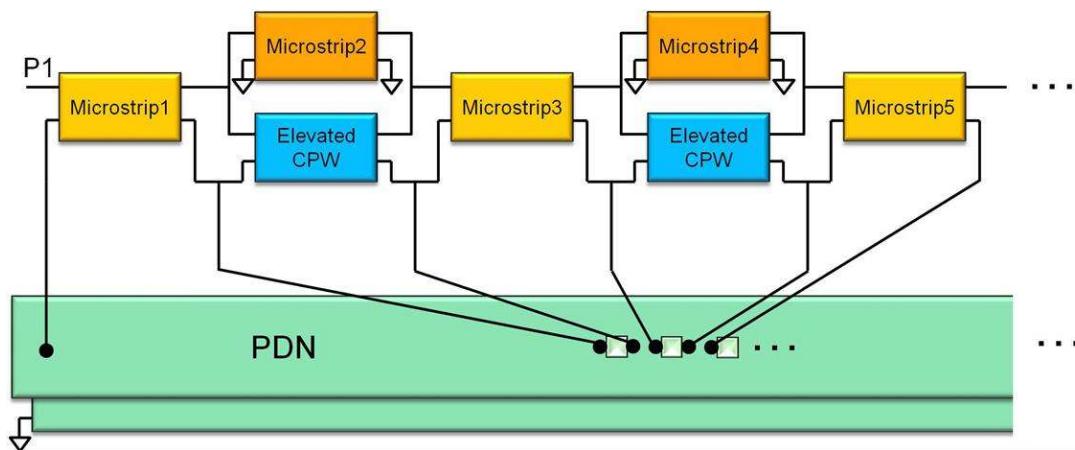 P1
Microstrip1
Microstrip2
Elevated
CPW
Microstrip3
Microstrip4
Elevated
CPW
Microstrip5
...
PDN
...
...